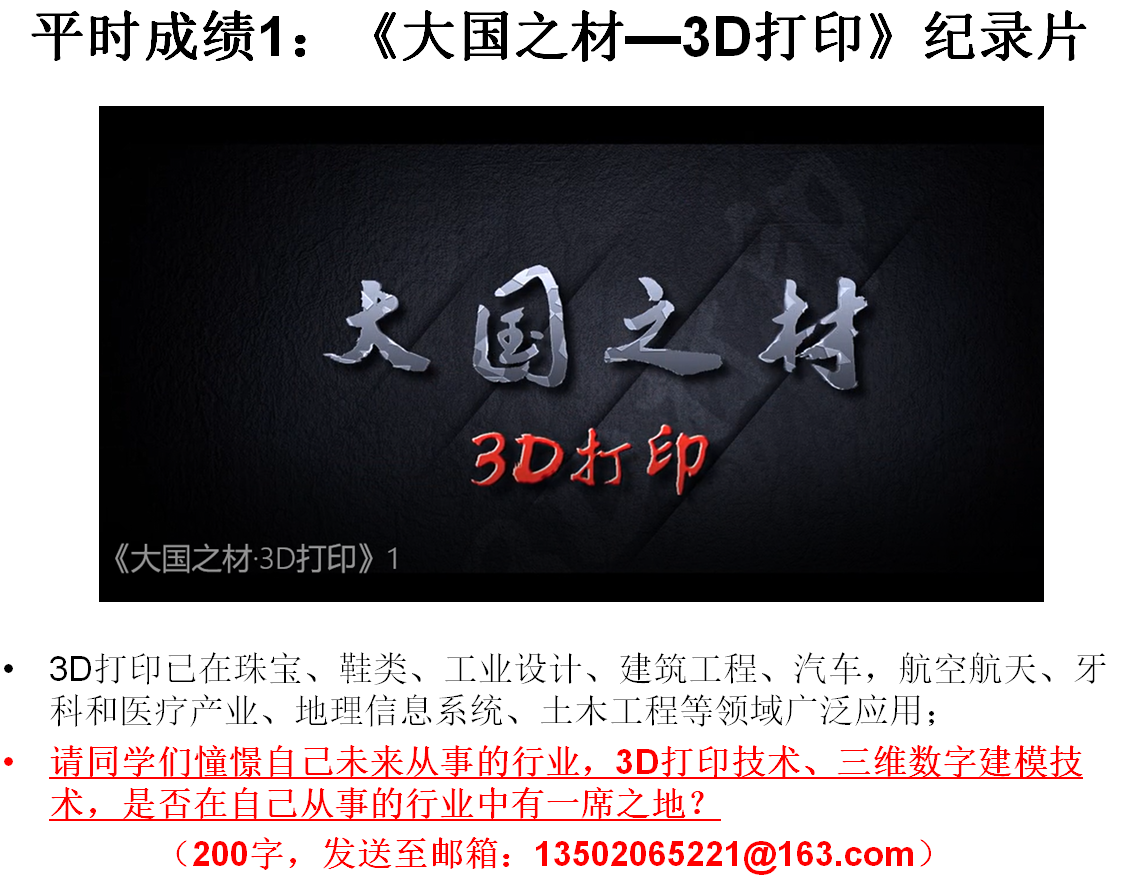 平时成绩1：《大国之材—3D打印》纪录片
大国之材
3D打印
《大国之材·3D打印》1
• 3D打印已在珠宝、鞋类、工业设计、建筑工程、汽车，航空航天、牙
科和医疗产业、地理信息系统、土木工程等领域广泛应用；
• 请同学们憧憬自己未来从事的行业，3D打印技术、三维数字建模技
术，是否在自己从事的行业中有一席之地？
（200字，发送至邮箱：13502065221@163.com）